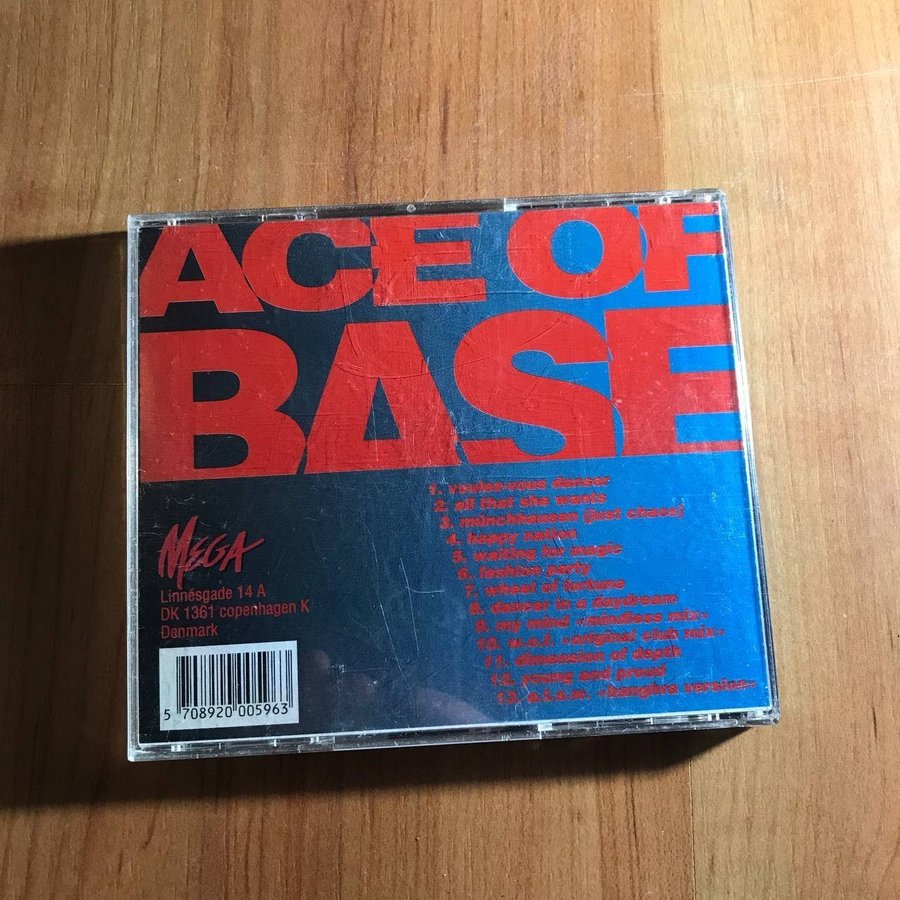 ACE OF
BASE
1. voulez-vous danser
2. all that she wants
3. münchhausen (just chaos)
4. happy nation
5. waiting for magic
6. fashion party
7. wheel of fortune
8. dancer in a daydream
9. my mind «mindless mix»
10. w.o.f. «original club mix»
11. dimension of depth
12. young and proud
13. a.t.s.w. «banghra version»
MEGA
Linnésgade 14 A
DK 1361 copenhagen K
Denmark
5 708920 005963